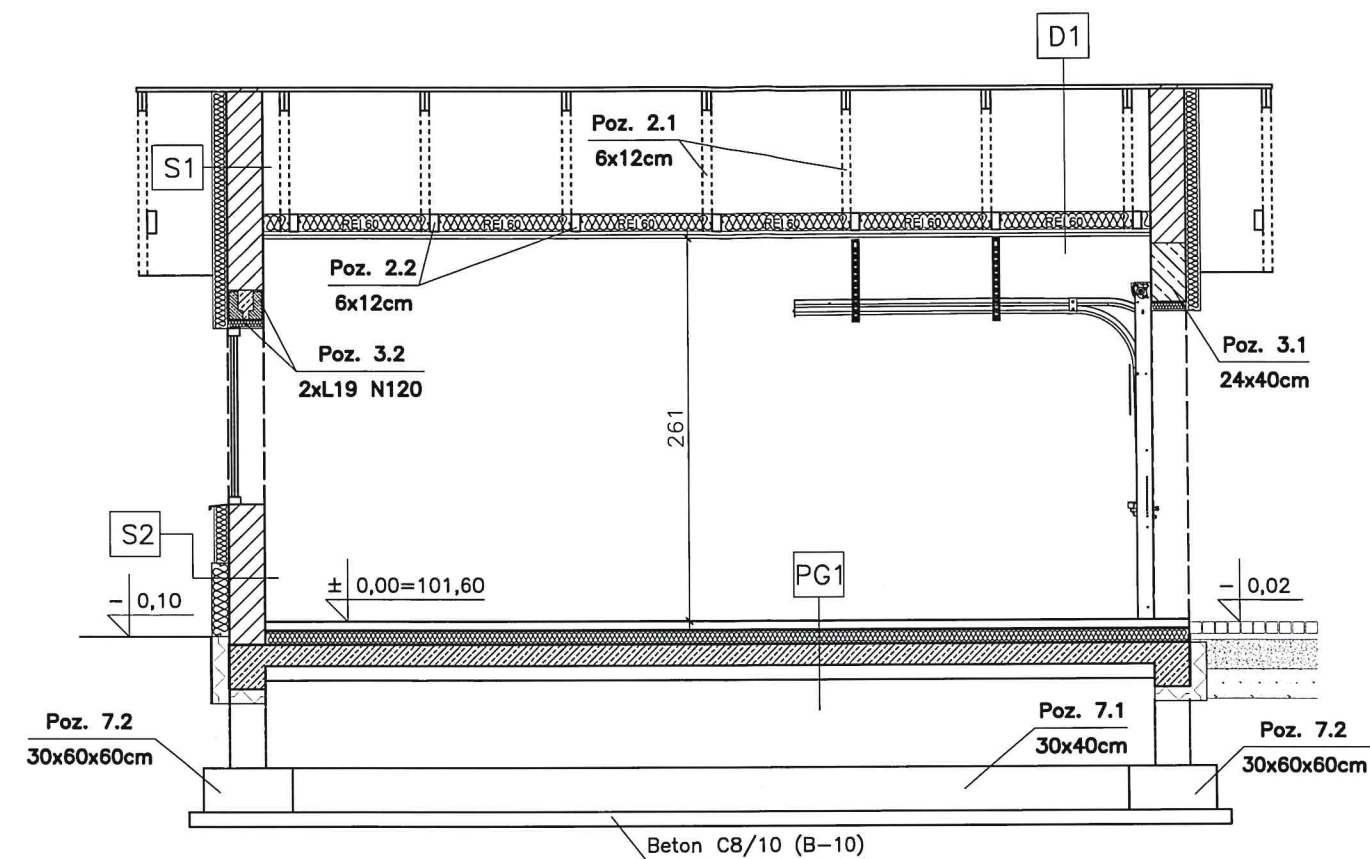 D1
Poz. 2.1
6x12cm
S1
REI 60 REI 60 REI 60 REI 60 REI 60 REI 60
Poz. 2.2
6x12cm
Poz. 3.2
2xL19 N120
Poz. 3.1
24x40cm
261
S2
PG1
± 0,00=101,60
- 0,10
- 0,02
Poz. 7.2
30x60x60cm
Poz. 7.1
30x40cm
Poz. 7.2
30x60x60cm
Beton C8/10 (B-10)